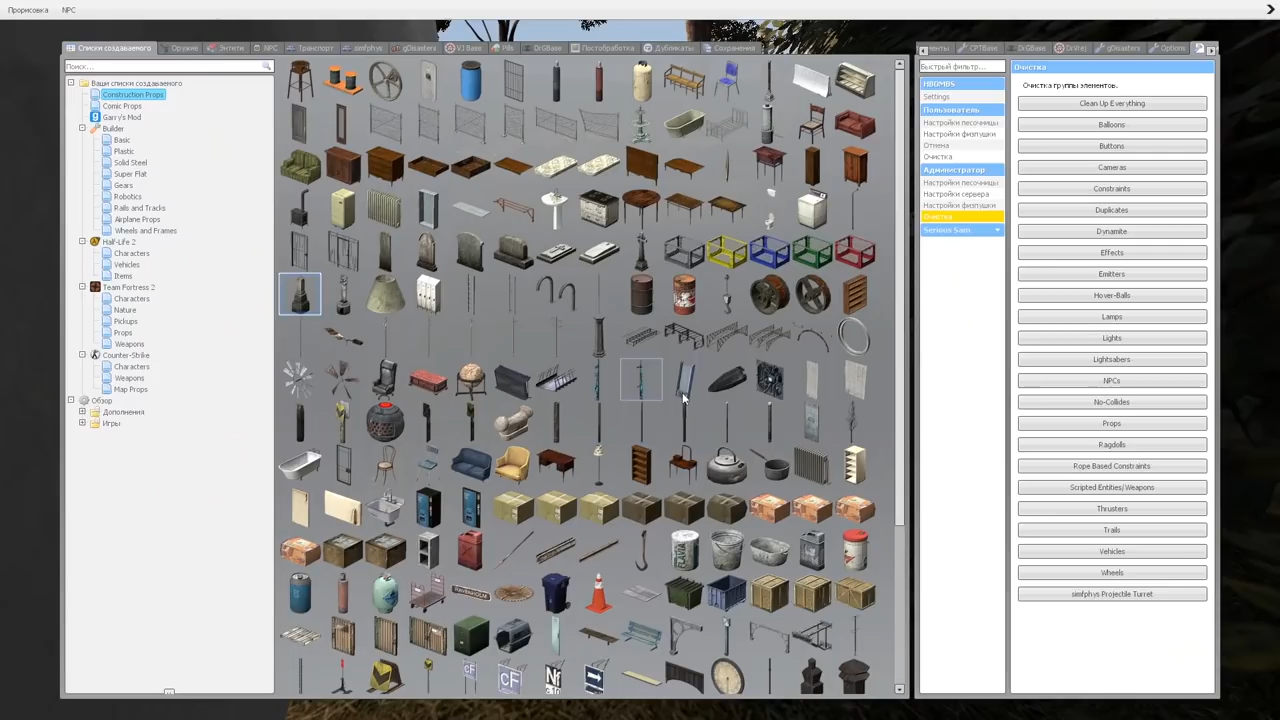 Прорисовка NPC
Списки создаваемого Оружие Энтити NPC Транспорт simfphys gDisasters VJ Base Pills DrGBase Постобработка Дубликаты Сохранения
CPTBase DrGBase DrVrej gDisasters Options
Поиск...
Ваши списки создаваемого
Construction Props
Comic Props
Garry's Mod
Builder
Basic
Plastic
Solid Steel
Super Flat
Gears
Robotics
Rails and Tracks
Airplane Props
Wheels and Frames
Half-Life 2
Characters
Vehicles
Items
Team Fortress 2
Characters
Nature
Pickups
Props
Weapons
Counter-Strike
Characters
Weapons
Map Props
Обзор
Дополнения
Игры
RAVENHOLM
CF
CF
Быстрый фильтр...
HBOMBS
Settings
Пользователь
Настройки песочницы
Настройки физпушки
Отмена
Очистка
Администратор
Настройки песочницы
Настройки сервера
Настройки физпушки
Очистка
Serious Sam
Очистка
Очистка группы элементов.
Clean Up Everything
Balloons
Buttons
Cameras
Constraints
Duplicates
Dynamite
Effects
Emitters
Hover-Balls
Lamps
Lights
Lightsabers
NPCs
No-Collides
Props
Ragdolls
Rope Based Constraints
Scripted Entities/Weapons
Thrusters
Trails
Vehicles
Wheels
simfphys Projectile Turret